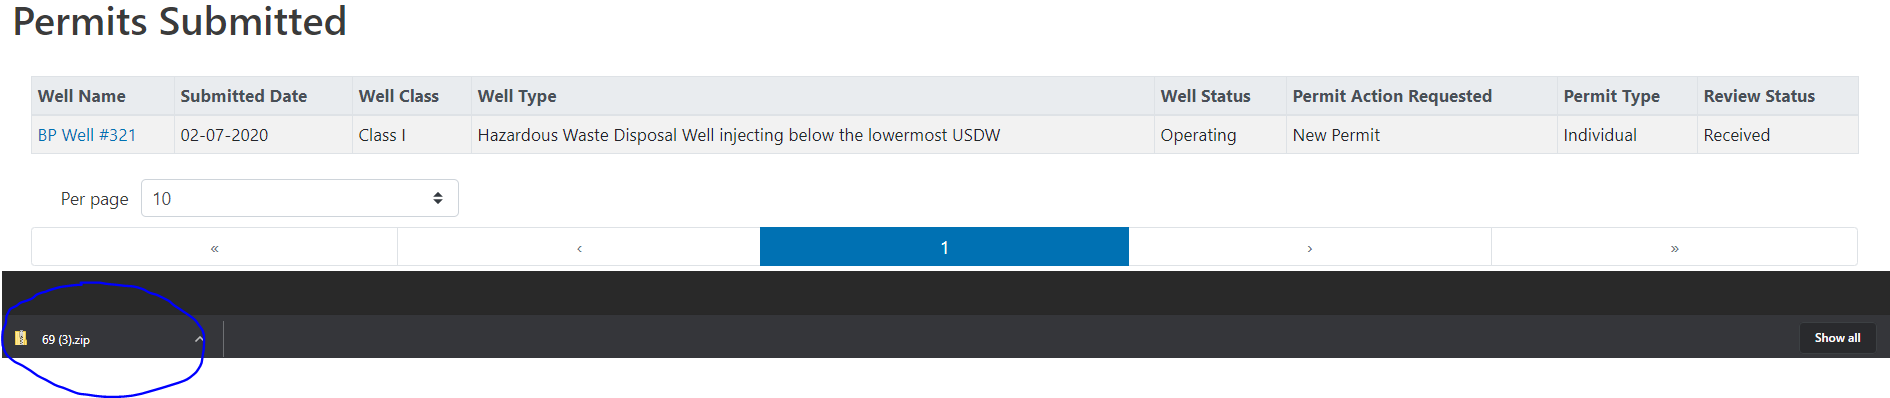 Permits Submitted
Well Name Submitted Date Well Class Well Type Well Status Permit Action Requested Permit Type Review Status
BP Well #321 02-07-2020 Class I Hazardous Waste Disposal Well injecting below the lowermost USDW Operating New Permit Individual Received
Per page 10
« ‹ 1 › »
69 (3).zip Show all